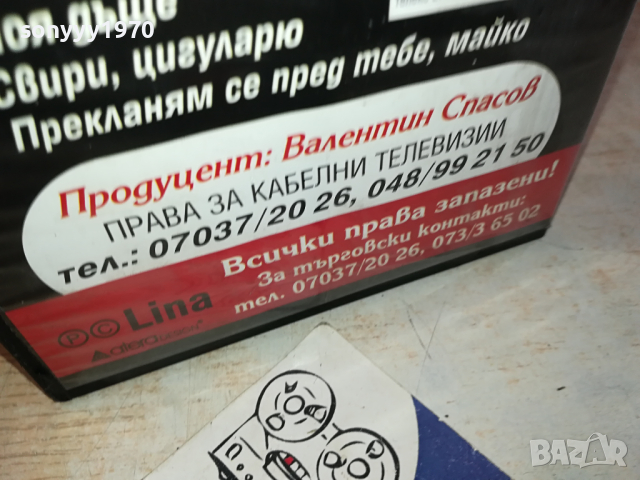 sonyyy1970
моя дъще
Свири, цигуларю
Прекланям се пред тебе, майко
Продуцент: Валентин Спасов
ПРАВА ЗА КАБЕЛНИ ТЕЛЕВИЗИИ
тел.: 07037/20 26, 048/99 21 50
Всички права запазени!
За търговски контакти:
тел. 07037/20 26, 073/3 65 02
Ⓟ Ⓒ Lina
BAZAR